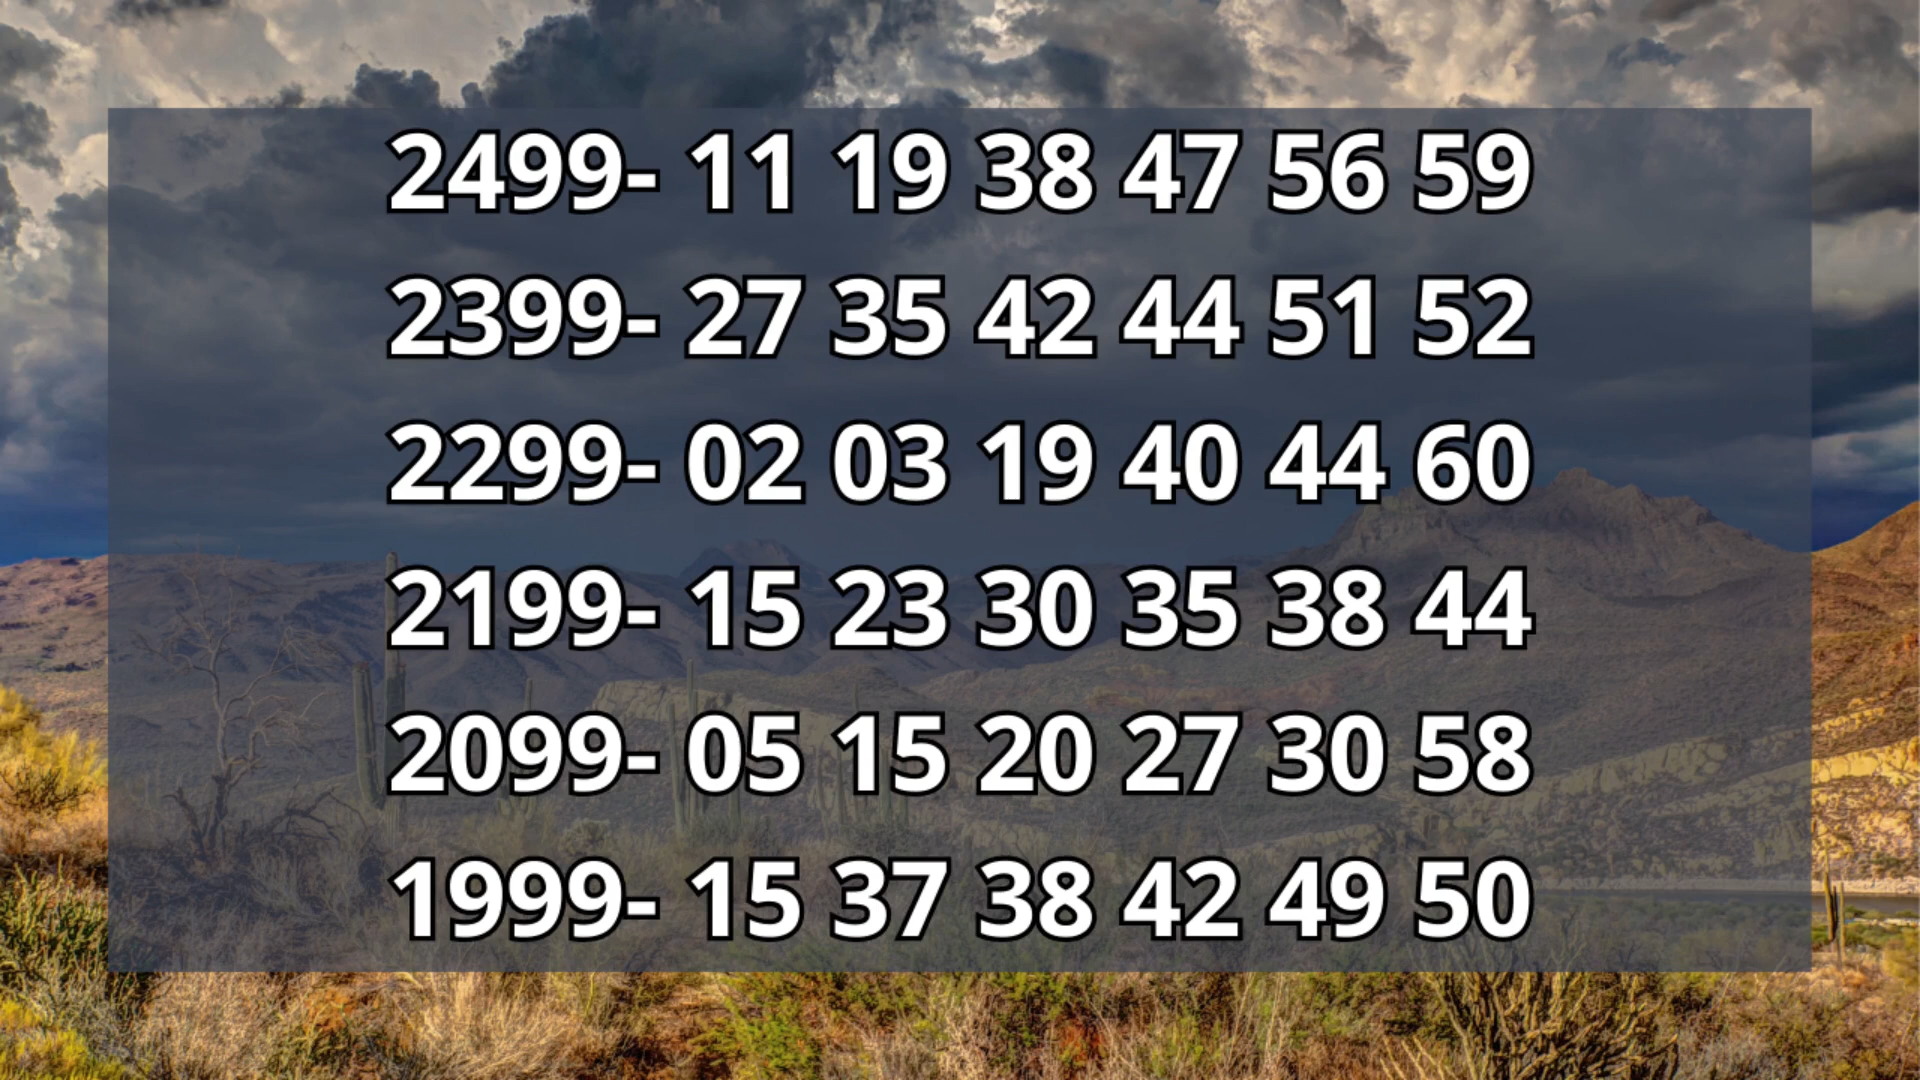 2499- 11 19 38 47 56 59
2399- 27 35 42 44 51 52
2299- 02 03 19 40 44 60
2199- 15 23 30 35 38 44
2099- 05 15 20 27 30 58
1999- 15 37 38 42 49 50